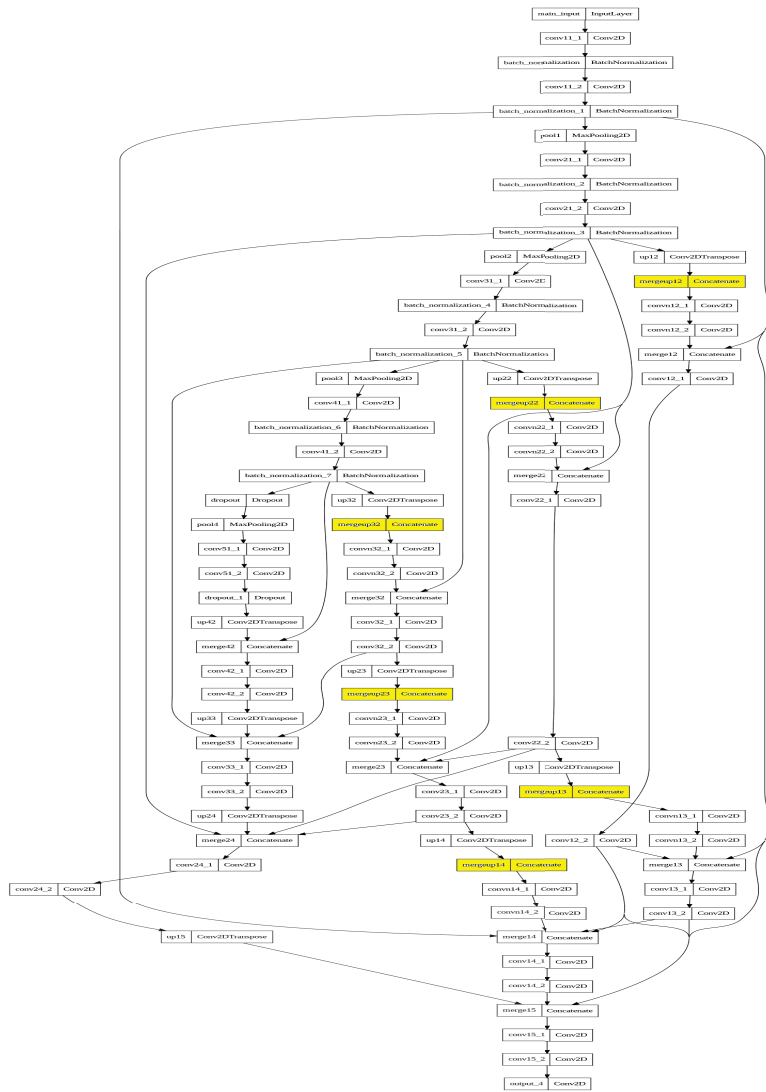 main_input InputLayer
conv11_1 Conv2D
batch_normalization BatchNormalization
conv11_2 Conv2D
batch_normalization_1 BatchNormalization
pool1 MaxPooling2D
conv21_1 Conv2D
batch_normalization_2 BatchNormalization
conv21_2 Conv2D
batch_normalization_3 BatchNormalization
pool2 MaxPooling2D up12 Conv2DTranspose
conv31_1 Conv2D mergeup12 Concatenate
batch_normalization_4 BatchNormalization convn12_1 Conv2D
conv31_2 Conv2D convn12_2 Conv2D
batch_normalization_5 BatchNormalization merge12 Concatenate
pool3 MaxPooling2D up22 Conv2DTranspose conv12_1 Conv2D
conv41_1 Conv2D mergeup22 Concatenate
batch_normalization_6 BatchNormalization convn22_1 Conv2D
conv41_2 Conv2D convn22_2 Conv2D
batch_normalization_7 BatchNormalization merge22 Concatenate
dropout Dropout up32 Conv2DTranspose conv22_1 Conv2D
pool4 MaxPooling2D mergeup32 Concatenate
conv51_1 Conv2D convn32_1 Conv2D
conv51_2 Conv2D convn32_2 Conv2D
dropout_1 Dropout merge32 Concatenate
up42 Conv2DTranspose conv32_1 Conv2D
merge42 Concatenate conv32_2 Conv2D
conv42_1 Conv2D up23 Conv2DTranspose
conv42_2 Conv2D mergeup23 Concatenate
up33 Conv2DTranspose convn23_1 Conv2D
merge33 Concatenate convn23_2 Conv2D conv22_2 Conv2D
conv33_1 Conv2D merge23 Concatenate up13 Conv2DTranspose
conv33_2 Conv2D conv23_1 Conv2D mergeup13 Concatenate
up24 Conv2DTranspose conv23_2 Conv2D convn13_1 Conv2D
merge24 Concatenate up14 Conv2DTranspose conv12_2 Conv2D convn13_2 Conv2D
conv24_1 Conv2D mergeup14 Concatenate merge13 Concatenate
conv24_2 Conv2D convn14_1 Conv2D conv13_1 Conv2D
convn14_2 Conv2D conv13_2 Conv2D
up15 Conv2DTranspose merge14 Concatenate
conv14_1 Conv2D
conv14_2 Conv2D
merge15 Concatenate
conv15_1 Conv2D
conv15_2 Conv2D
output_4 Conv2D